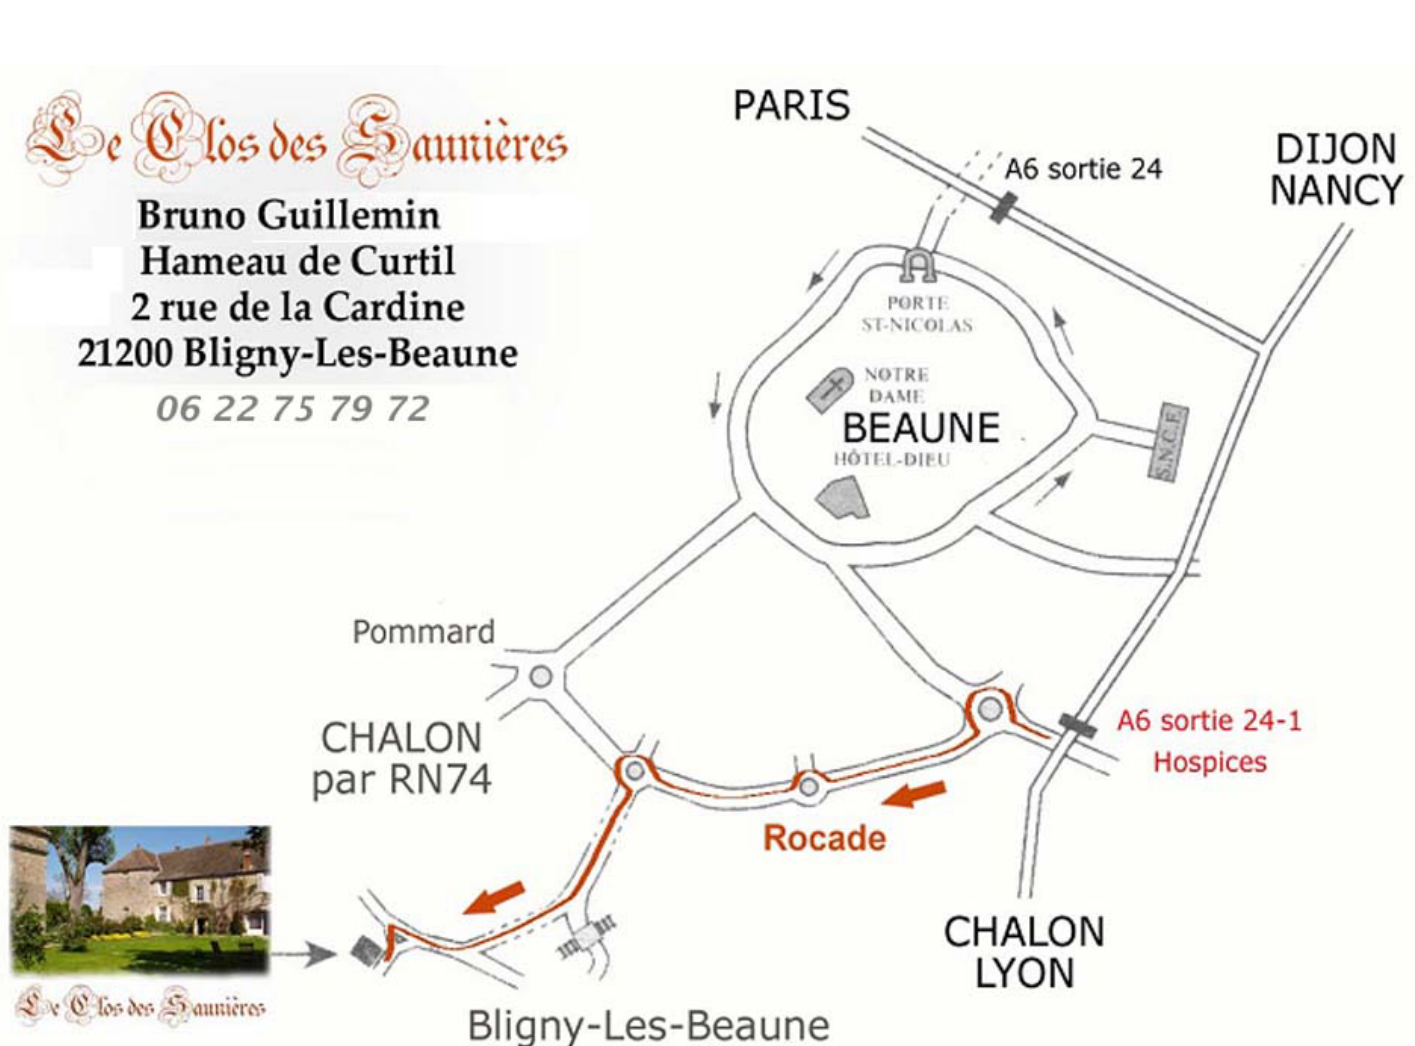 Le Clos des Saunières
Bruno Guillemin
Hameau de Curtil
2 rue de la Cardine
21200 Bligny-Les-Beaune
06 22 75 79 72
PARIS
A6 sortie 24
DIJON
NANCY
PORTE
ST-NICOLAS
NOTRE
DAME
BEAUNE
HÔTEL-DIEU
S.N.C.F.
Pommard
CHALON
par RN74
A6 sortie 24-1
Hospices
Rocade
CHALON
LYON
Le Clos des Saunières
Bligny-Les-Beaune